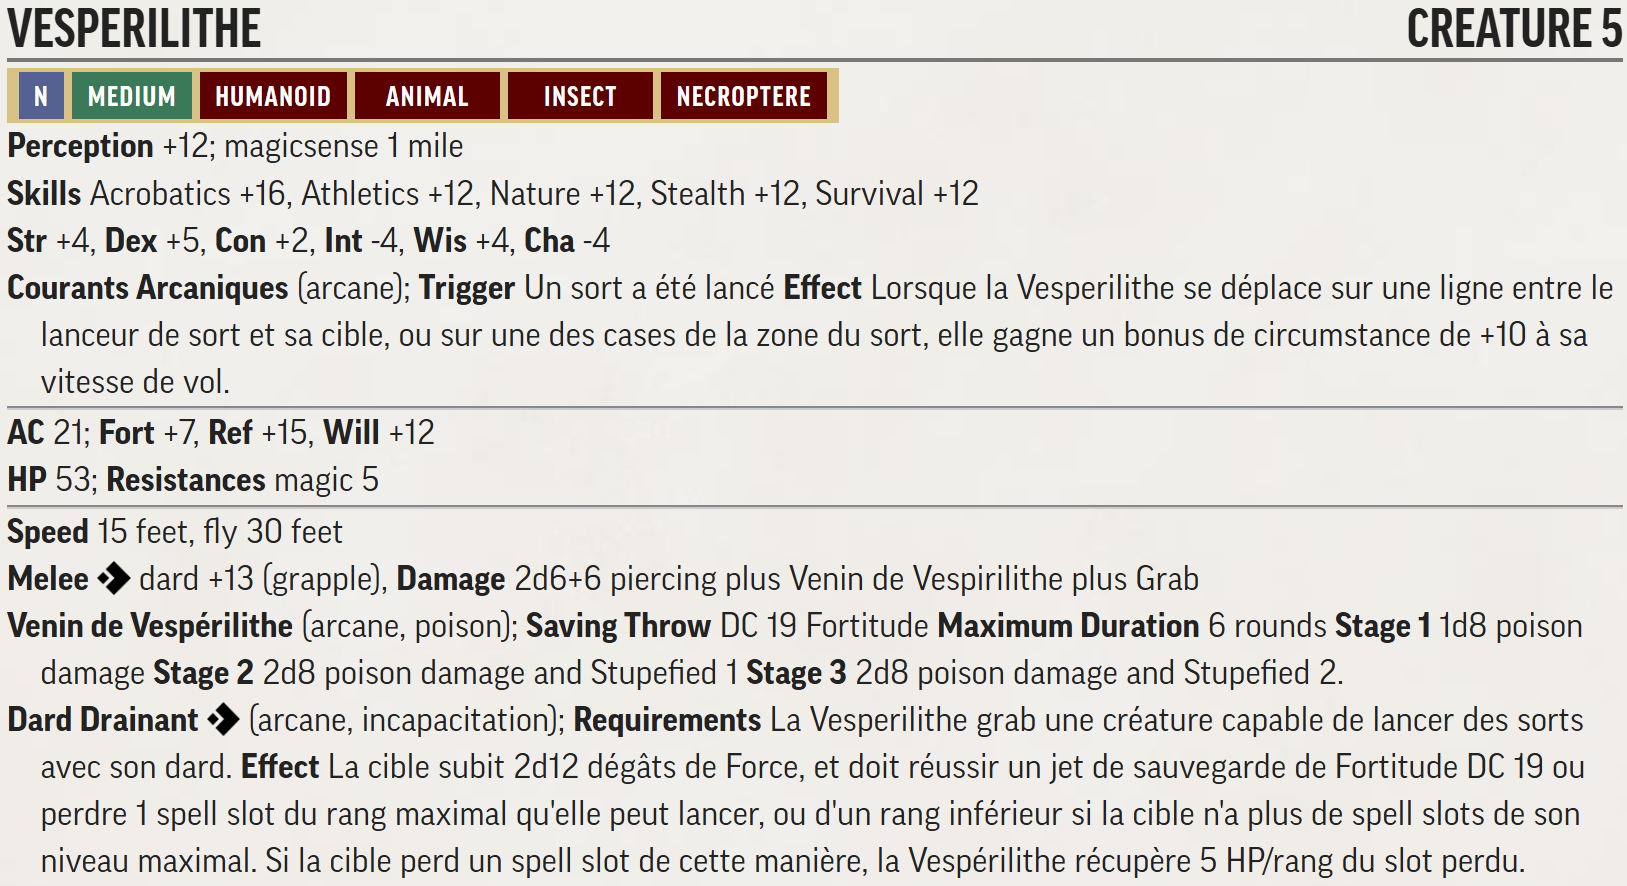 VESPERILITHE CREATURE 5
N MEDIUM HUMANOID ANIMAL INSECT NECROPTERE
Perception +12; magicsense 1 mile
Skills Acrobatics +16, Athletics +12, Nature +12, Stealth +12, Survival +12
Str +4, Dex +5, Con +2, Int -4, Wis +4, Cha -4
Courants Arcaniques (arcane); Trigger Un sort a été lancé Effect Lorsque la Vesperilithe se déplace sur une ligne entre le
lanceur de sort et sa cible, ou sur une des cases de la zone du sort, elle gagne un bonus de circumstance de +10 à sa
vitesse de vol.
AC 21; Fort +7, Ref +15, Will +12
HP 53; Resistances magic 5
Speed 15 feet, fly 30 feet
Melee dard +13 (grapple), Damage 2d6+6 piercing plus Venin de Vespirilithe plus Grab
Venin de Vespérilithe (arcane, poison); Saving Throw DC 19 Fortitude Maximum Duration 6 rounds Stage 1 1d8 poison
damage Stage 2 2d8 poison damage and Stupefied 1 Stage 3 2d8 poison damage and Stupefied 2.
Dard Drainant (arcane, incapacitation); Requirements La Vesperilithe grab une créature capable de lancer des sorts
avec son dard. Effect La cible subit 2d12 dégâts de Force, et doit réussir un jet de sauvegarde de Fortitude DC 19 ou
perdre 1 spell slot du rang maximal qu'elle peut lancer, ou d'un rang inférieur si la cible n'a plus de spell slots de son
niveau maximal. Si la cible perd un spell slot de cette manière, la Vespérilithe récupère 5 HP/rang du slot perdu.